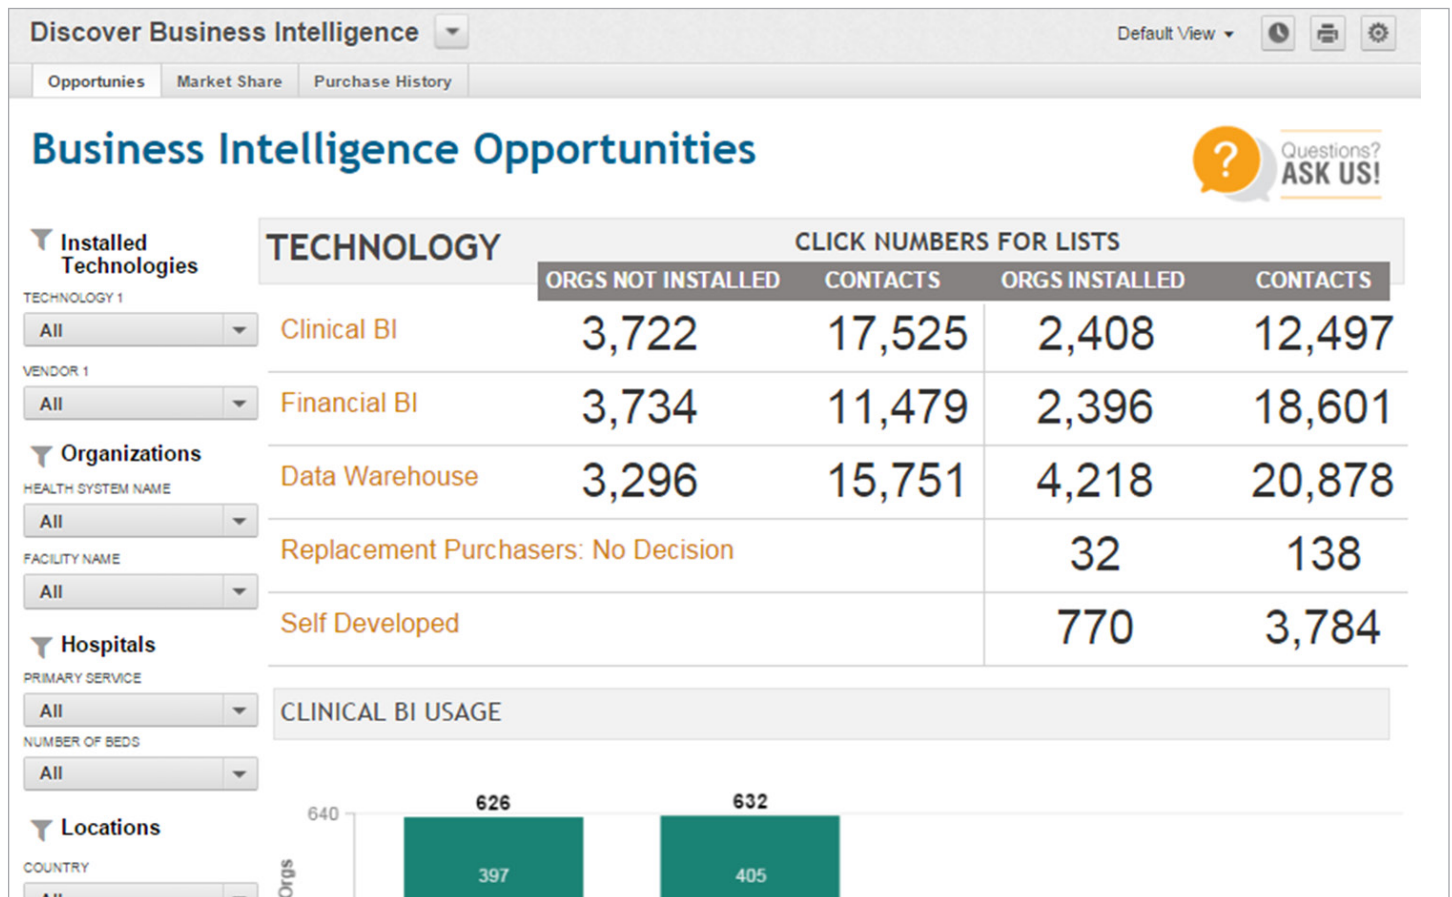 Discover Business Intelligence
Default View
Opportunies
Market Share
Purchase History
Business Intelligence Opportunities
?
Questions?
ASK US!
Installed
Technologies
TECHNOLOGY 1
All
VENDOR 1
All
Organizations
HEALTH SYSTEM NAME
All
FACILITY NAME
All
Hospitals
PRIMARY SERVICE
All
NUMBER OF BEDS
All
Locations
COUNTRY
All
TECHNOLOGY
CLICK NUMBERS FOR LISTS
ORGS NOT INSTALLED CONTACTS ORGS INSTALLED CONTACTS
Clinical BI 3,722 17,525 2,408 12,497
Financial BI 3,734 11,479 2,396 18,601
Data Warehouse 3,296 15,751 4,218 20,878
Replacement Purchasers: No Decision 32 138
Self Developed 770 3,784
CLINICAL BI USAGE
640
626
632
397
405
Orgs